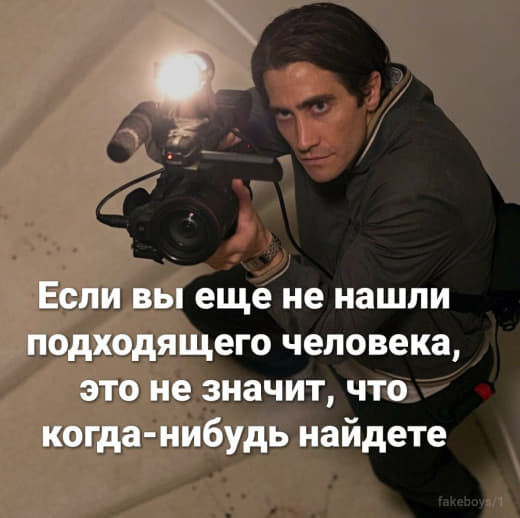 Если вы еще не нашли
подходящего человека,
это не значит, что
когда-нибудь найдете
fakeboys/1